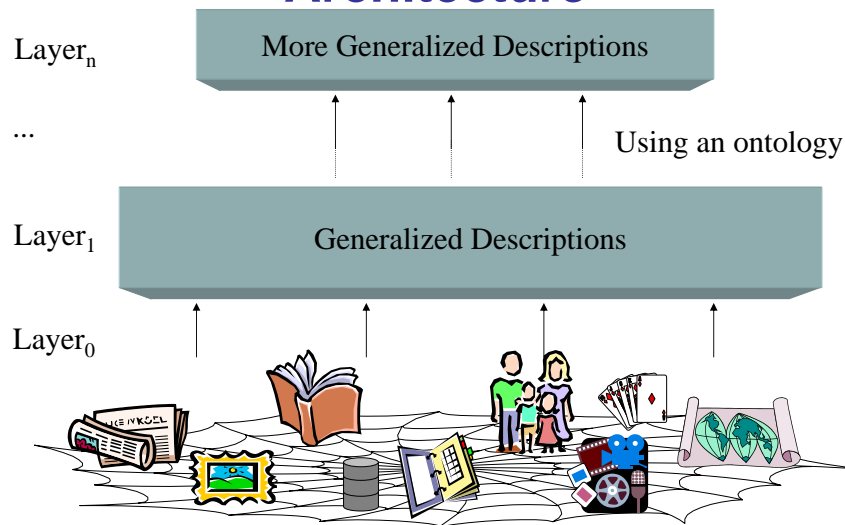 Layerₙ
More Generalized Descriptions
...
Using an ontology
Layer₁
Generalized Descriptions
Layer₀